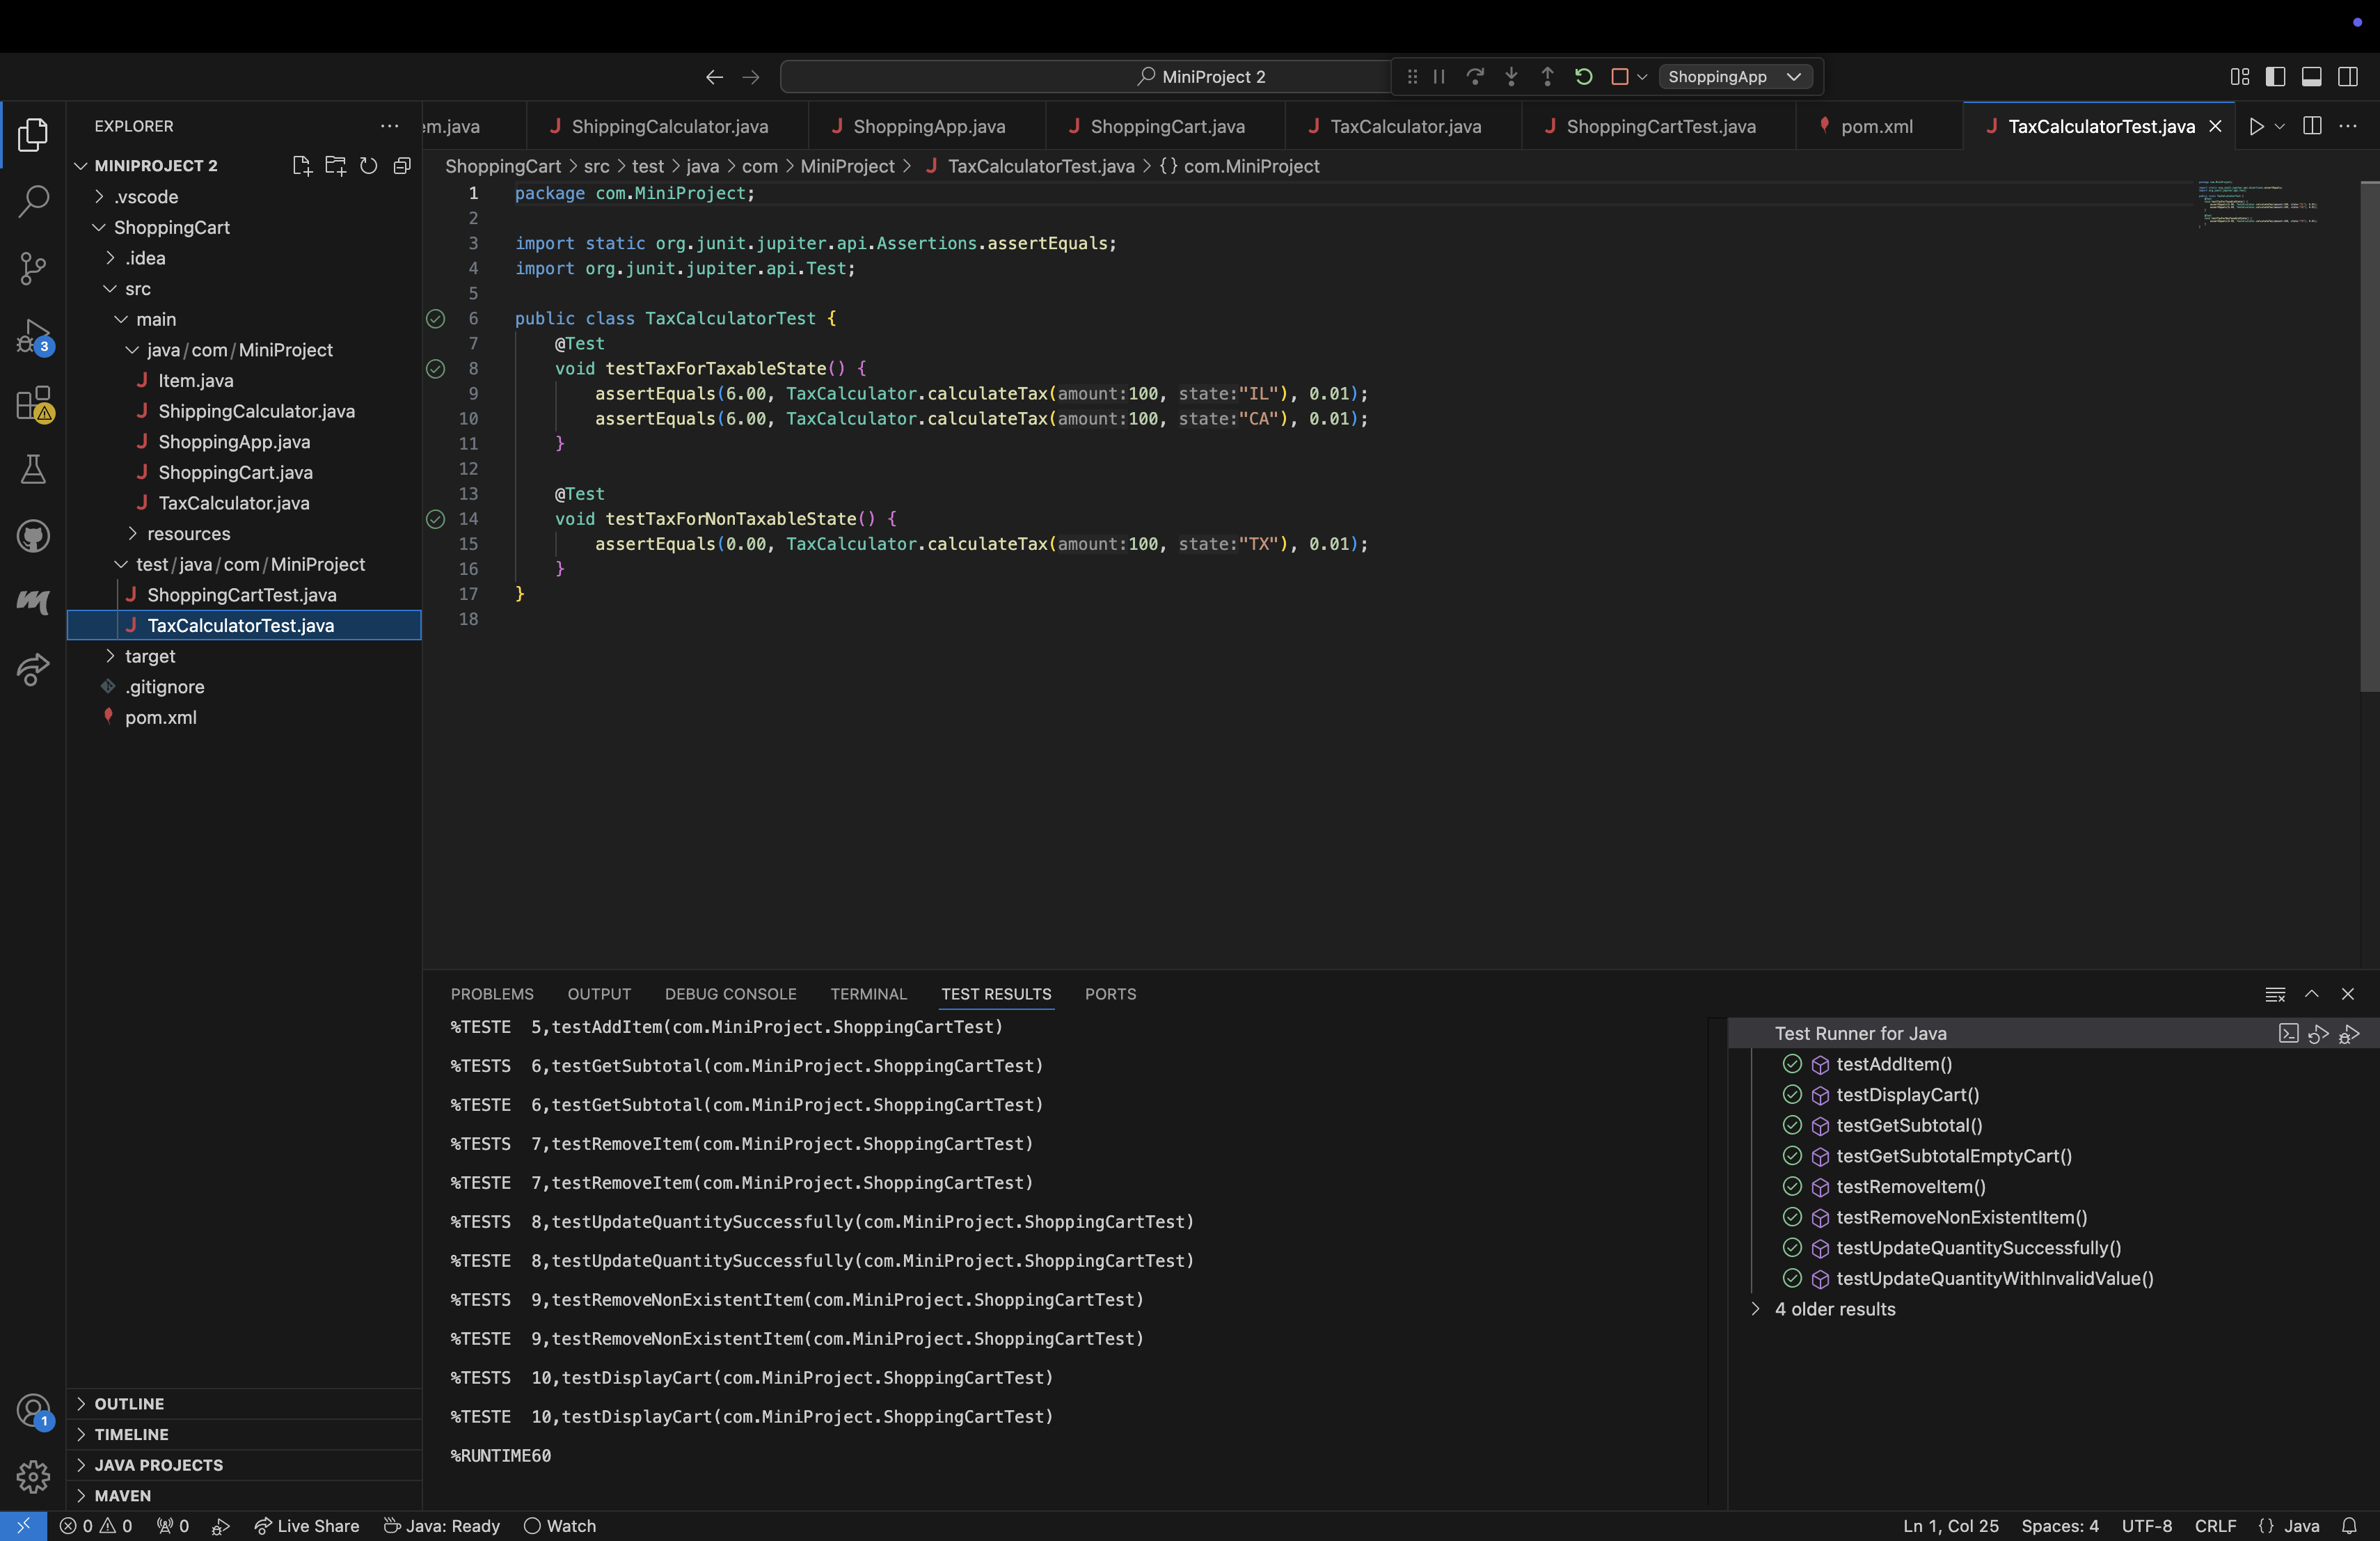 MiniProject 2
ShoppingApp
EXPLORER
MINIPROJECT 2
.vscode
ShoppingCart
.idea
src
main
java/com/MiniProject
Item.java
ShippingCalculator.java
ShoppingApp.java
ShoppingCart.java
TaxCalculator.java
resources
test/java/com/MiniProject
ShoppingCartTest.java
TaxCalculatorTest.java
target
.gitignore
pom.xml
OUTLINE
TIMELINE
JAVA PROJECTS
MAVEN
3
1
em.java ShippingCalculator.java ShoppingApp.java ShoppingCart.java TaxCalculator.java ShoppingCartTest.java pom.xml TaxCalculatorTest.java
ShoppingCart > src > test > java > com > MiniProject > TaxCalculatorTest.java > {} com.MiniProject
1 package com.MiniProject;
2
3 import static org.junit.jupiter.api.Assertions.assertEquals;
4 import org.junit.jupiter.api.Test;
5
6 public class TaxCalculatorTest {
7 @Test
8 void testTaxForTaxableState() {
9 assertEquals(6.00, TaxCalculator.calculateTax(amount:100, state:"IL"), 0.01);
10 assertEquals(6.00, TaxCalculator.calculateTax(amount:100, state:"CA"), 0.01);
11 }
12
13 @Test
14 void testTaxForNonTaxableState() {
15 assertEquals(0.00, TaxCalculator.calculateTax(amount:100, state:"TX"), 0.01);
16 }
17 }
18
PROBLEMS OUTPUT DEBUG CONSOLE TERMINAL TEST RESULTS PORTS
%TESTE 5,testAddItem(com.MiniProject.ShoppingCartTest)
%TESTS 6,testGetSubtotal(com.MiniProject.ShoppingCartTest)
%TESTE 6,testGetSubtotal(com.MiniProject.ShoppingCartTest)
%TESTS 7,testRemoveItem(com.MiniProject.ShoppingCartTest)
%TESTE 7,testRemoveItem(com.MiniProject.ShoppingCartTest)
%TESTS 8,testUpdateQuantitySuccessfully(com.MiniProject.ShoppingCartTest)
%TESTE 8,testUpdateQuantitySuccessfully(com.MiniProject.ShoppingCartTest)
%TESTS 9,testRemoveNonExistentItem(com.MiniProject.ShoppingCartTest)
%TESTE 9,testRemoveNonExistentItem(com.MiniProject.ShoppingCartTest)
%TESTS 10,testDisplayCart(com.MiniProject.ShoppingCartTest)
%TESTE 10,testDisplayCart(com.MiniProject.ShoppingCartTest)
%RUNTIME60
Test Runner for Java
testAddItem()
testDisplayCart()
testGetSubtotal()
testGetSubtotalEmptyCart()
testRemoveItem()
testRemoveNonExistentItem()
testUpdateQuantitySuccessfully()
testUpdateQuantityWithInvalidValue()
4 older results
0 0 0 Live Share Java: Ready Watch Ln 1, Col 25 Spaces: 4 UTF-8 CRLF {} Java